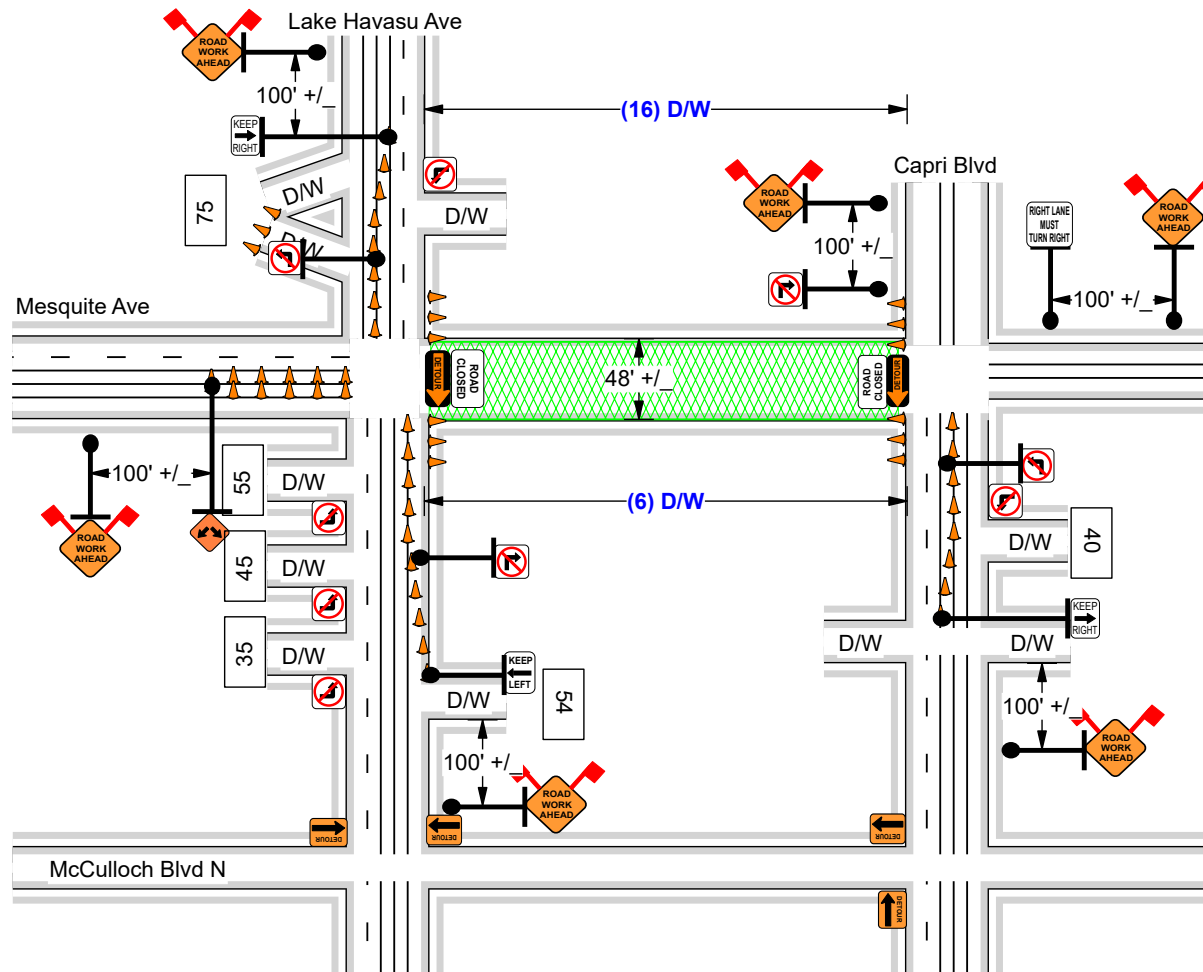 Lake Havasu Ave
ROAD
WORK
AHEAD
100' +/_
KEEP
RIGHT
(16) D/W
Capri Blvd
ROAD
WORK
AHEAD
RIGHT LANE
MUST
TURN RIGHT
ROAD
WORK
AHEAD
75
D/W
D/W
D/W
100' +/_
100' +/_
Mesquite Ave
DETOUR
ROAD
CLOSED
48' +/_
ROAD
CLOSED
DETOUR
100' +/_
55
D/W
(6) D/W
ROAD
WORK
AHEAD
45
D/W
D/W
40
35
D/W
KEEP
RIGHT
D/W
D/W
KEEP
LEFT
D/W
54
100' +/_
ROAD
WORK
AHEAD
100' +/_
ROAD
WORK
AHEAD
DETOUR
DETOUR
DETOUR
McCulloch Blvd N
DETOUR